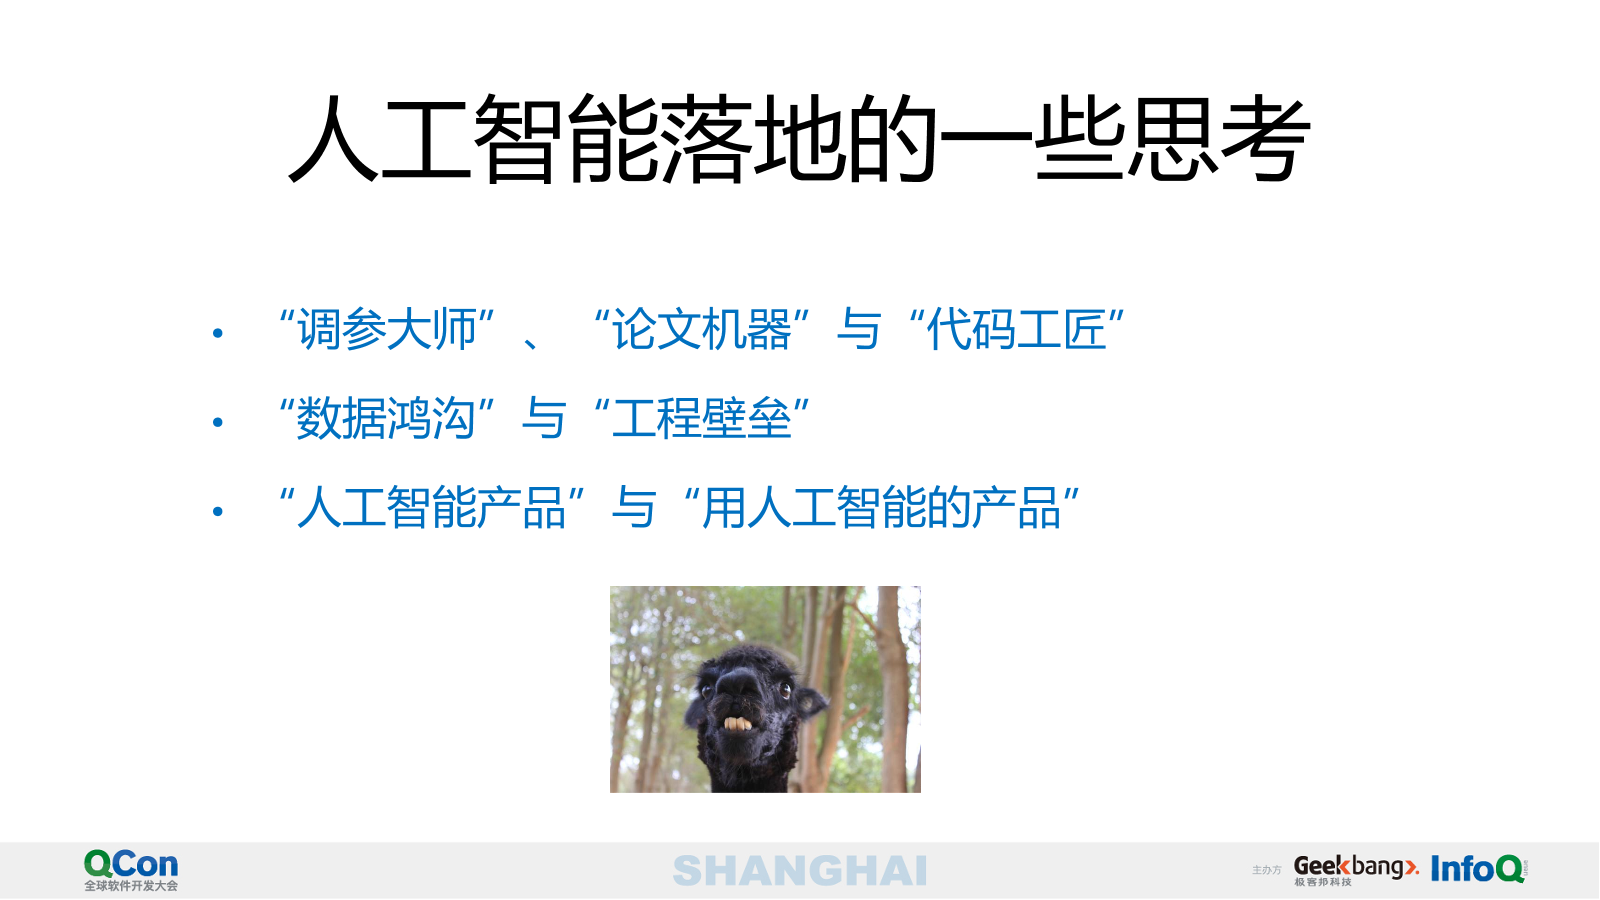 人工智能落地的一些思考
• “调参大师”、“论文机器”与“代码工匠”
• “数据鸿沟”与“工程壁垒”
• “人工智能产品”与“用人工智能的产品”
QCon
全球软件开发大会
SHANGHAI
主办方
Geekbang>.
极客邦科技
InfoQ